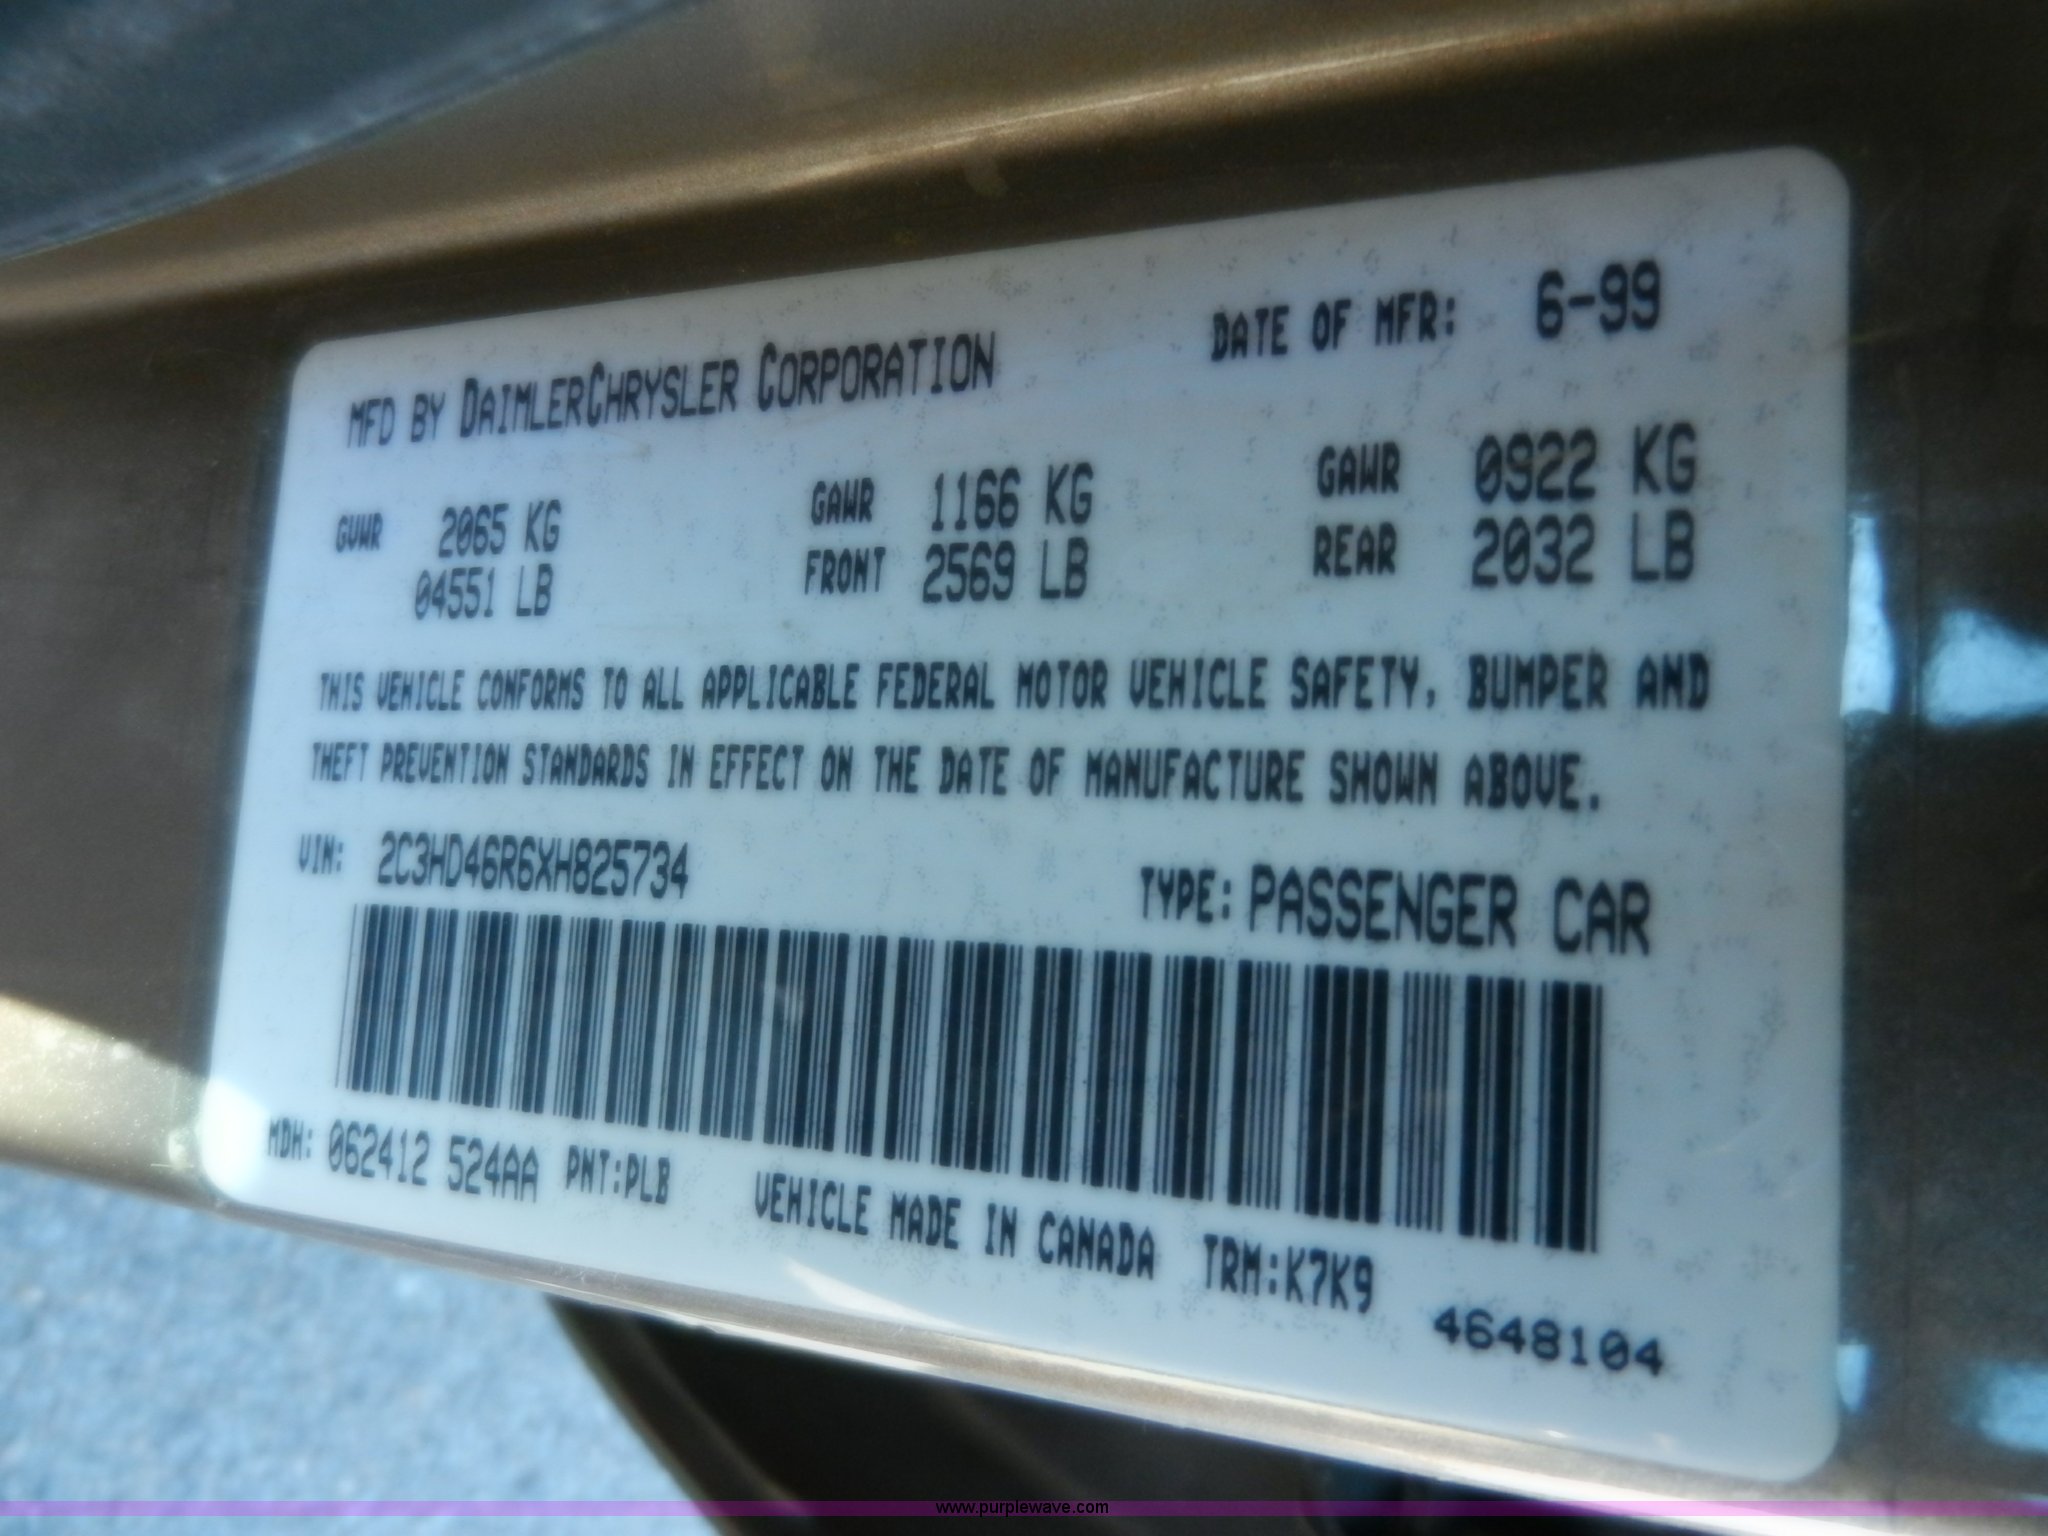 MFD BY DAIMLERCHRYSLER CORPORATION DATE OF MFR: 6-99
GVWR 2065 KG GAWR 1166 KG GAWR 0922 KG
04551 LB FRONT 2569 LB REAR 2032 LB
THIS VEHICLE CONFORMS TO ALL APPLICABLE FEDERAL MOTOR VEHICLE SAFETY, BUMPER AND
THEFT PREVENTION STANDARDS IN EFFECT ON THE DATE OF MANUFACTURE SHOWN ABOVE.
VIN: 2C3HD46R6XH825734 TYPE: PASSENGER CAR
MDH: 062412 524AA PNT:PLB VEHICLE MADE IN CANADA TRM:K7K9
4648104
www.purplewave.com